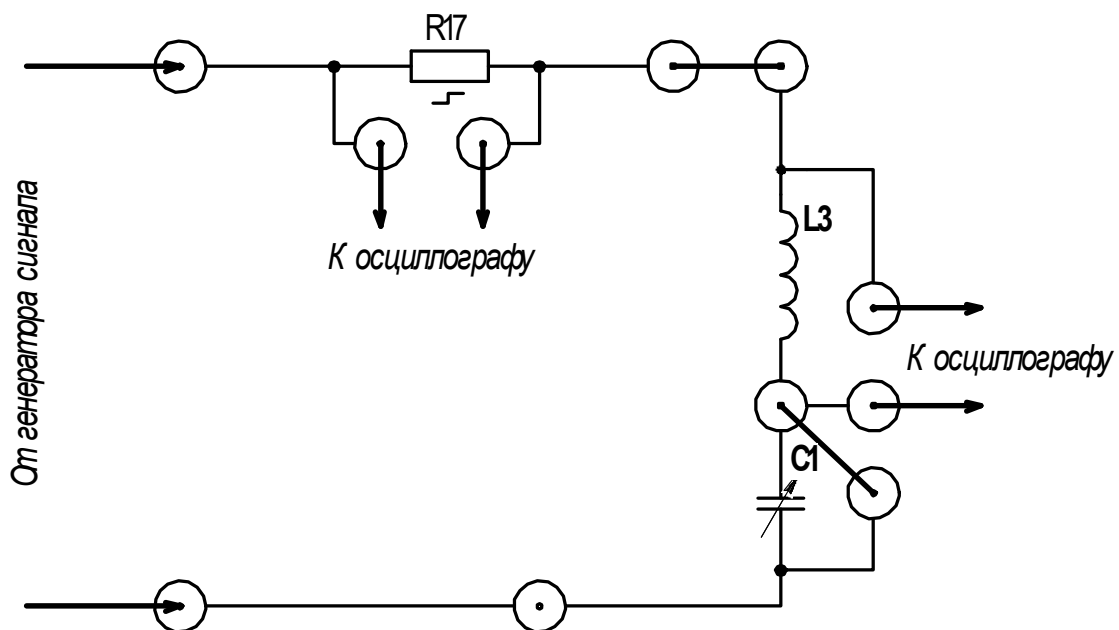 R17
К осциллографу
От генератора сигнала
L3
К осциллографу
C1